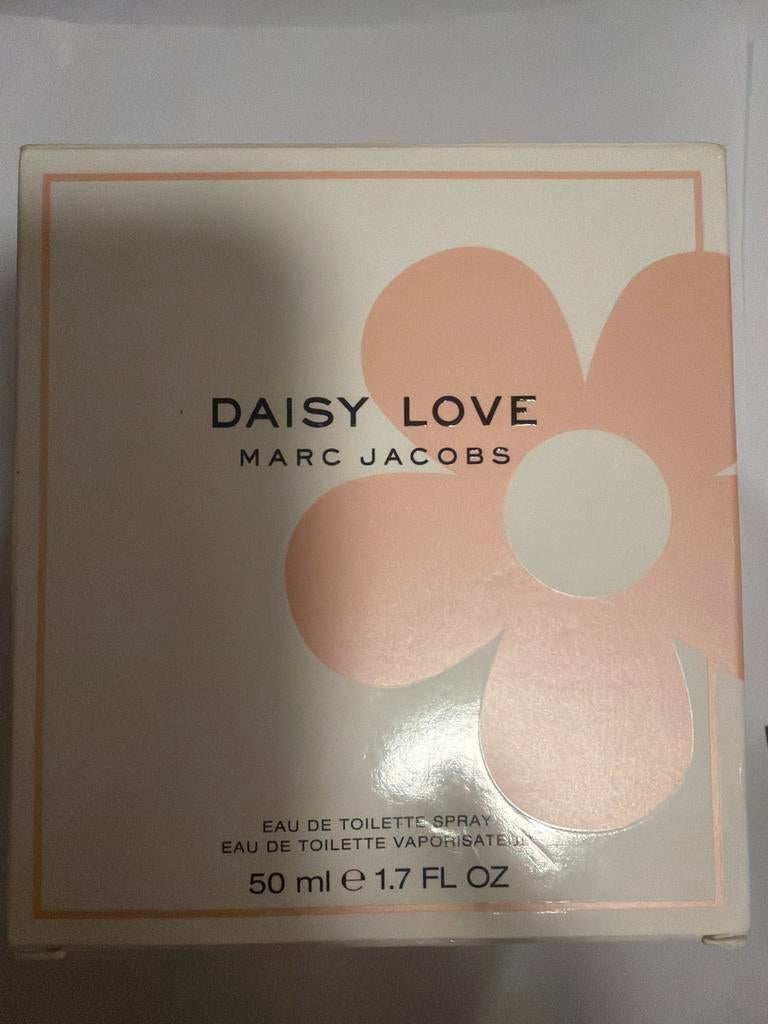 DAISY LOVE
MARC JACOBS
EAU DE TOILETTE SPRAY
EAU DE TOILETTE VAPORISATEUR
50 ml ℮ 1.7 FL OZ